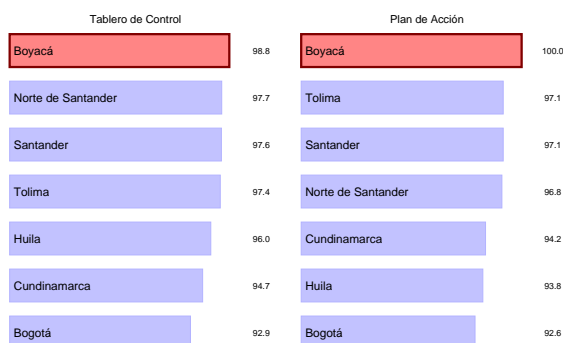 Tablero de Control
Boyacá 98.8
Norte de Santander 97.7
Santander 97.6
Tolima 97.4
Huila 96.0
Cundinamarca 94.7
Bogotá 92.9
Plan de Acción
Boyacá 100.0
Tolima 97.1
Santander 97.1
Norte de Santander 96.8
Cundinamarca 94.2
Huila 93.8
Bogotá 92.6